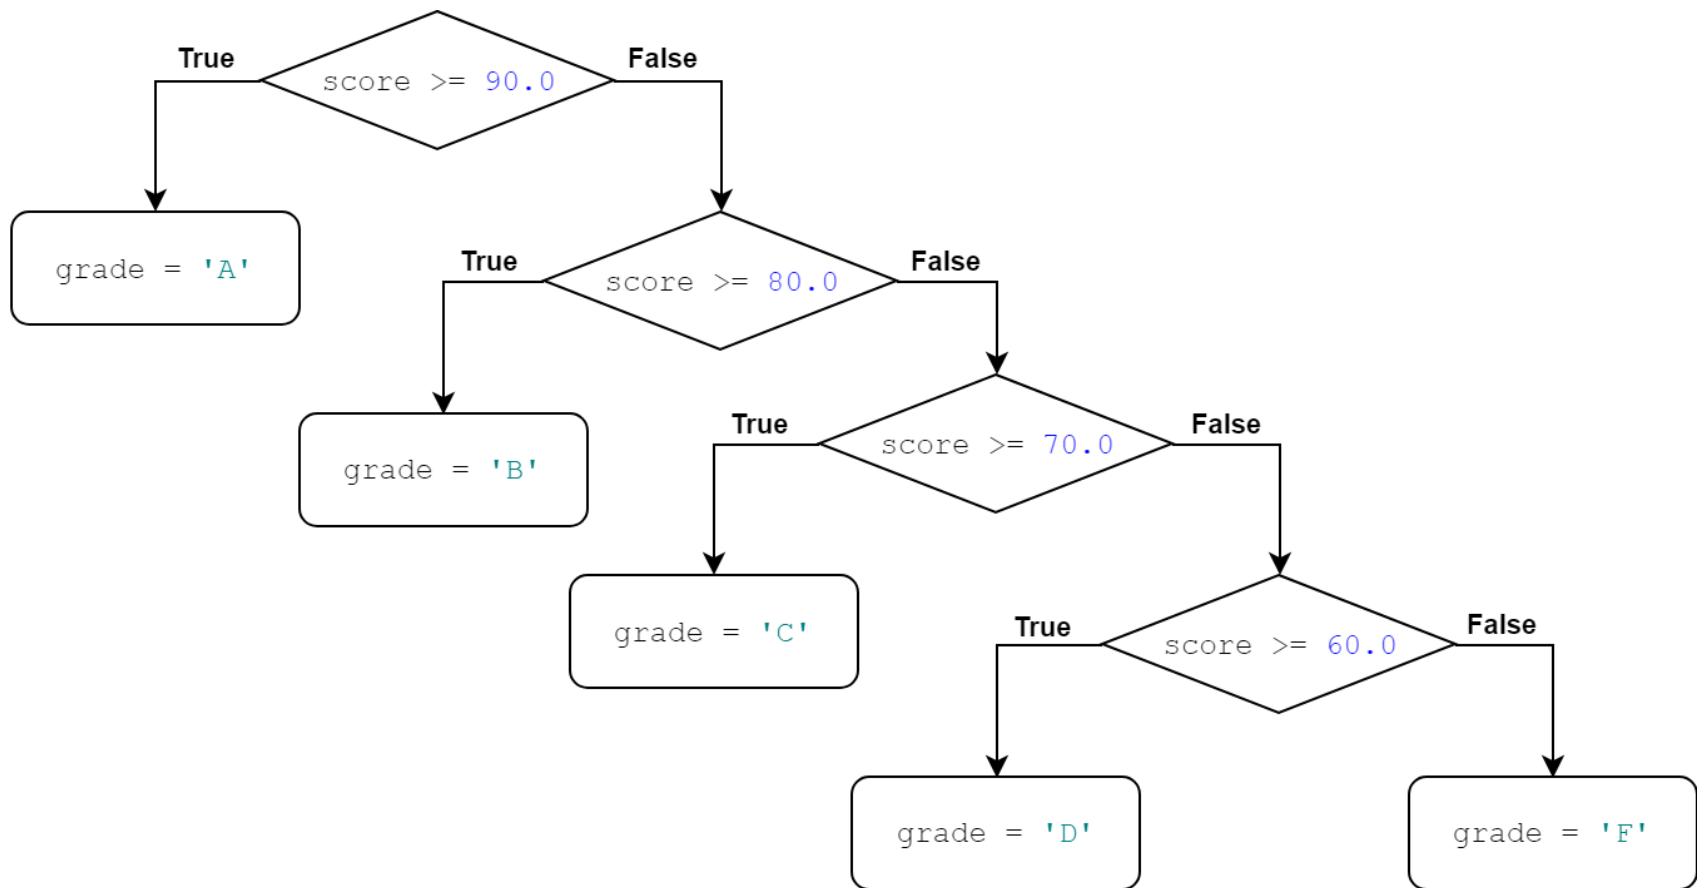 True
False
score >= 90.0
grade = 'A'
True
False
score >= 80.0
grade = 'B'
True
False
score >= 70.0
grade = 'C'
True
False
score >= 60.0
grade = 'D'
grade = 'F'